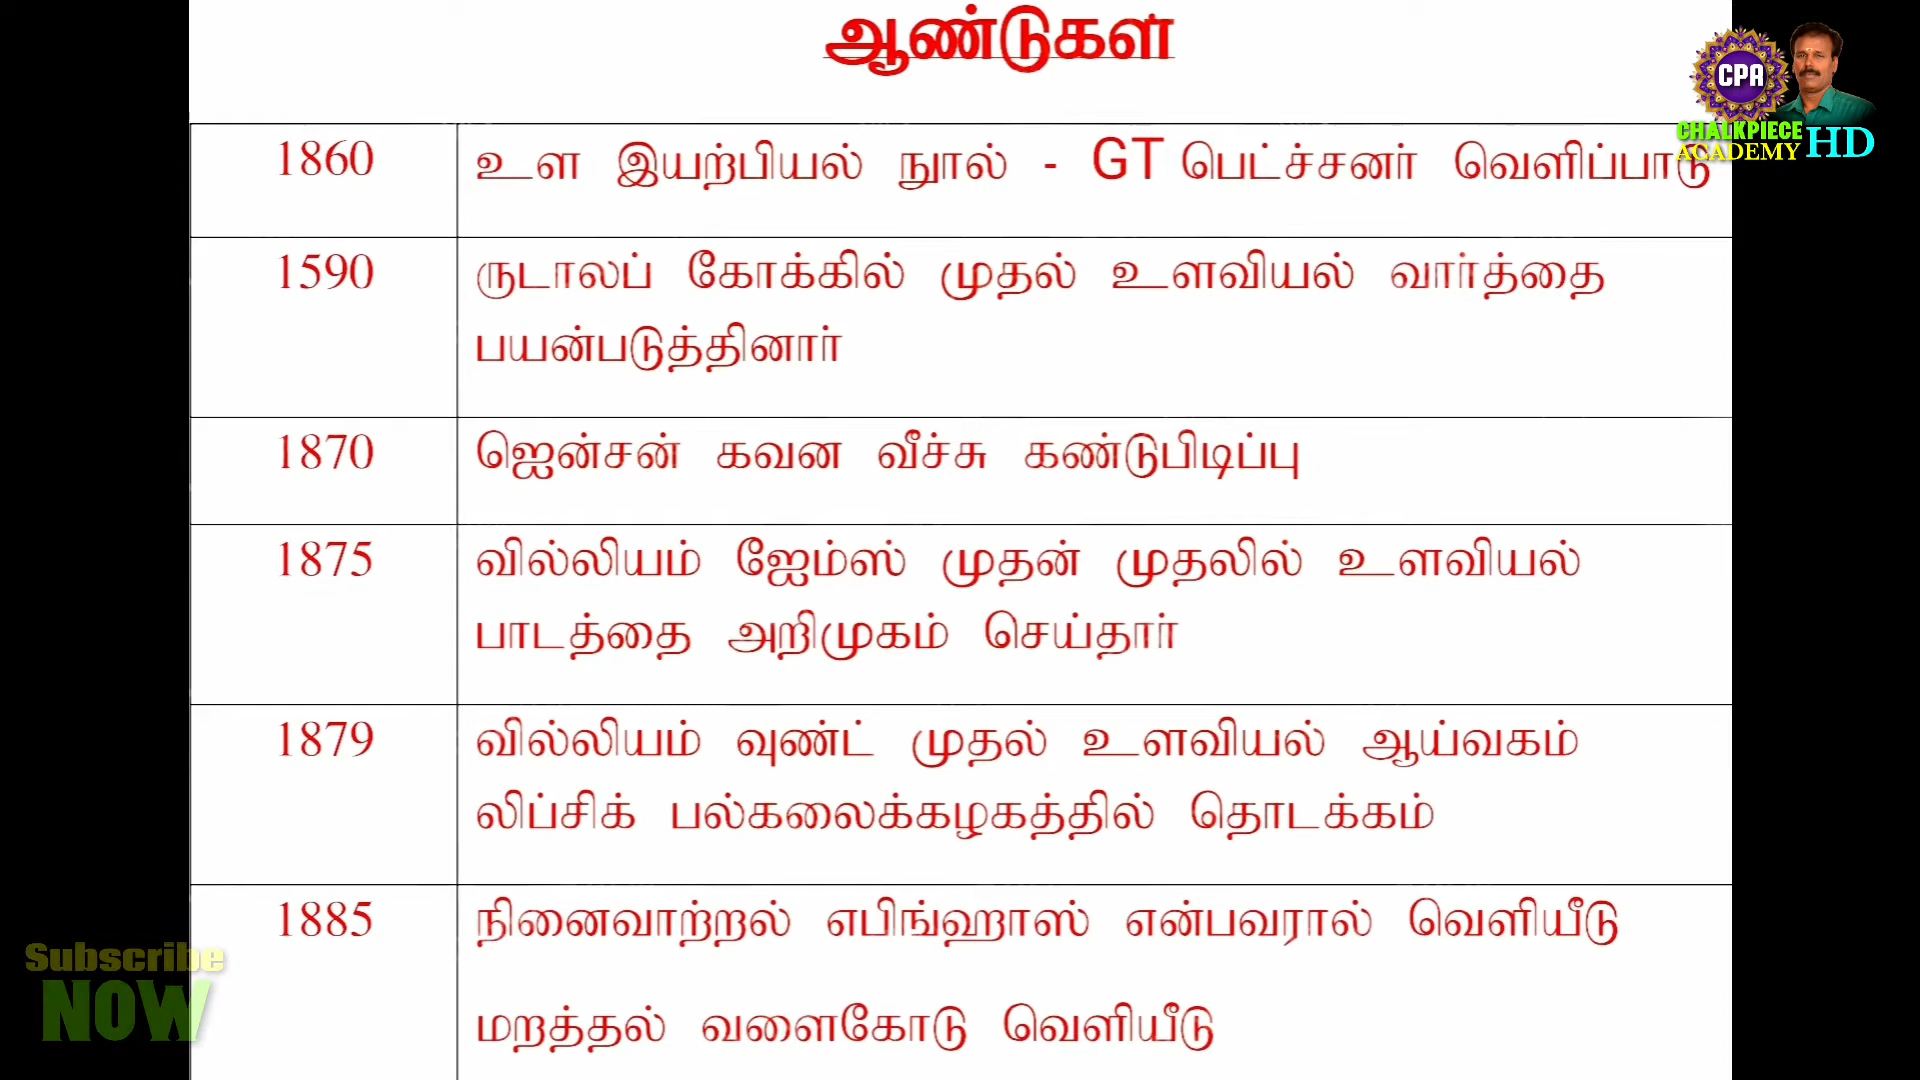 ஆண்டுகள்
CPA
CHALKPIECE
ACADEMY HD
1860 உள இயற்பியல் நூல் - GT பெட்ச்சனர் வெளிப்பாடு
1590 ருடாலப் கோக்கில் முதல் உளவியல் வார்த்தை
பயன்படுத்தினார்
1870 ஜென்சன் கவன வீச்சு கண்டுபிடிப்பு
1875 வில்லியம் ஜேம்ஸ் முதன் முதலில் உளவியல்
பாடத்தை அறிமுகம் செய்தார்
1879 வில்லியம் வுண்ட் முதல் உளவியல் ஆய்வகம்
லிப்சிக் பல்கலைக்கழகத்தில் தொடக்கம்
1885 நினைவாற்றல் எபிங்ஹாஸ் என்பவரால் வெளியீடு
மறத்தல் வளைகோடு வெளியீடு
Subscribe
NOW